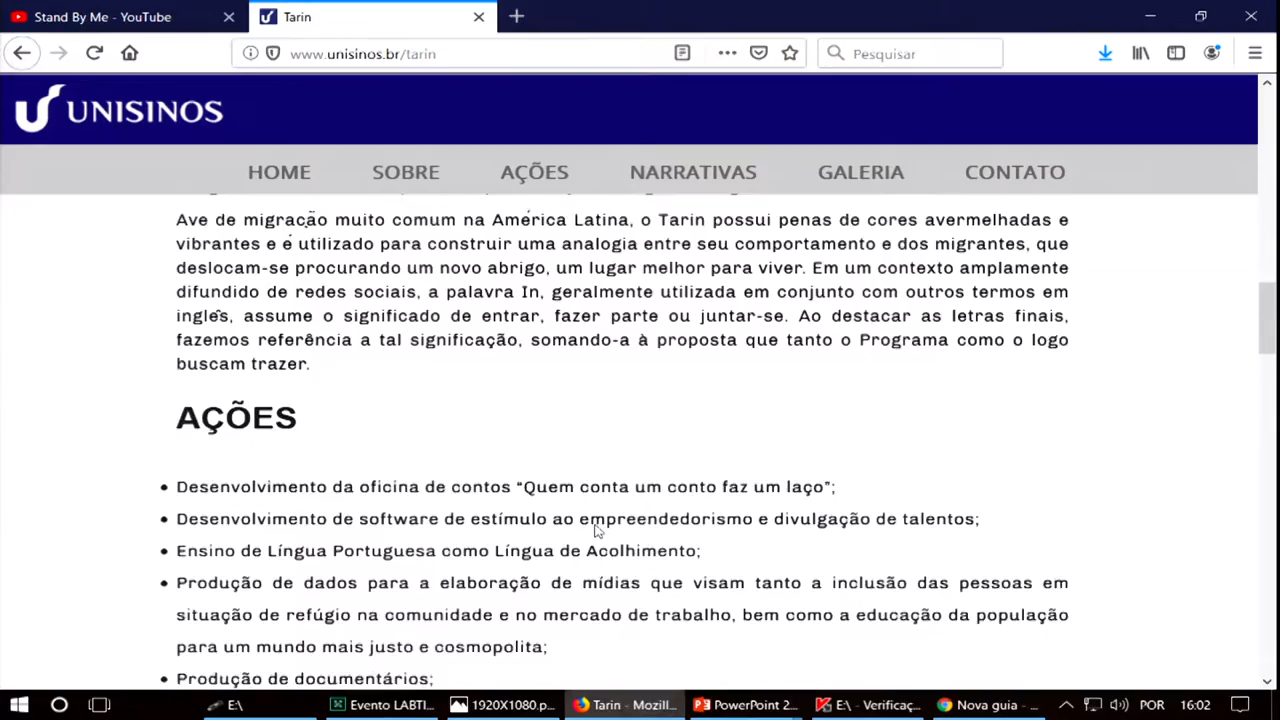 Stand By Me - YouTube
Tarin
www.unisinos.br/tarin
Pesquisar
UNISINOS
HOME SOBRE AÇÕES NARRATIVAS GALERIA CONTATO
Ave de migração muito comum na América Latina, o Tarin possui penas de cores avermelhadas e
vibrantes e é utilizado para construir uma analogia entre seu comportamento e dos migrantes, que
deslocam-se procurando um novo abrigo, um lugar melhor para viver. Em um contexto amplamente
difundido de redes sociais, a palavra In, geralmente utilizada em conjunto com outros termos em
inglês, assume o significado de entrar, fazer parte ou juntar-se. Ao destacar as letras finais,
fazemos referência a tal significação, somando-a à proposta que tanto o Programa como o logo
buscam trazer.
AÇÕES
• Desenvolvimento da oficina de contos “Quem conta um conto faz um laço”;
• Desenvolvimento de software de estímulo ao empreendedorismo e divulgação de talentos;
• Ensino de Língua Portuguesa como Língua de Acolhimento;
• Produção de dados para a elaboração de mídias que visam tanto a inclusão das pessoas em
situação de refúgio na comunidade e no mercado de trabalho, bem como a educação da população
para um mundo mais justo e cosmopolita;
• Produção de documentários;
E:\ Evento LABTI... 1920X1080.p... Tarin - Mozill... PowerPoint 2... E:\ - Verificaç... Nova guia - ... POR 16:02